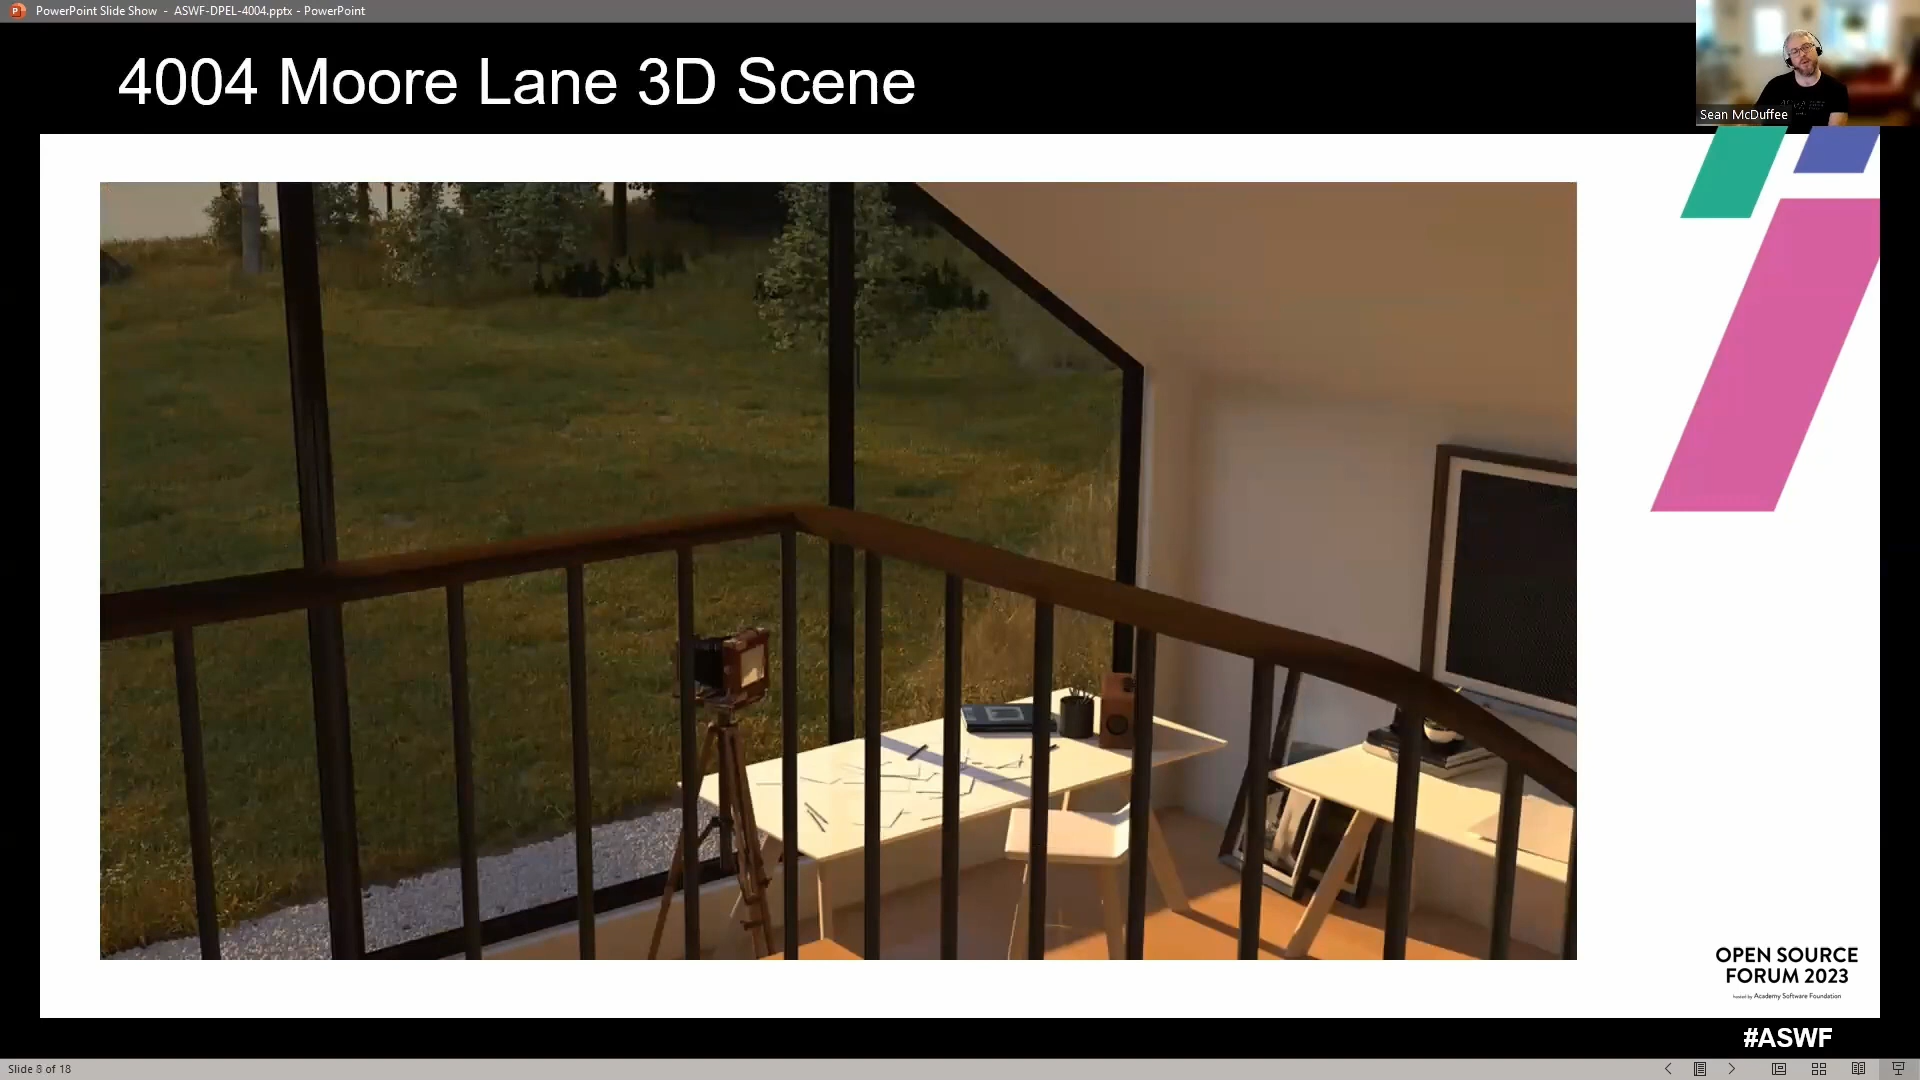 PowerPoint Slide Show - ASWF-DPEL-4004.pptx - PowerPoint
4004 Moore Lane 3D Scene
Sean McDuffee
OPEN SOURCE
FORUM 2023
hosted by Academy Software Foundation
#ASWF
Slide 8 of 18